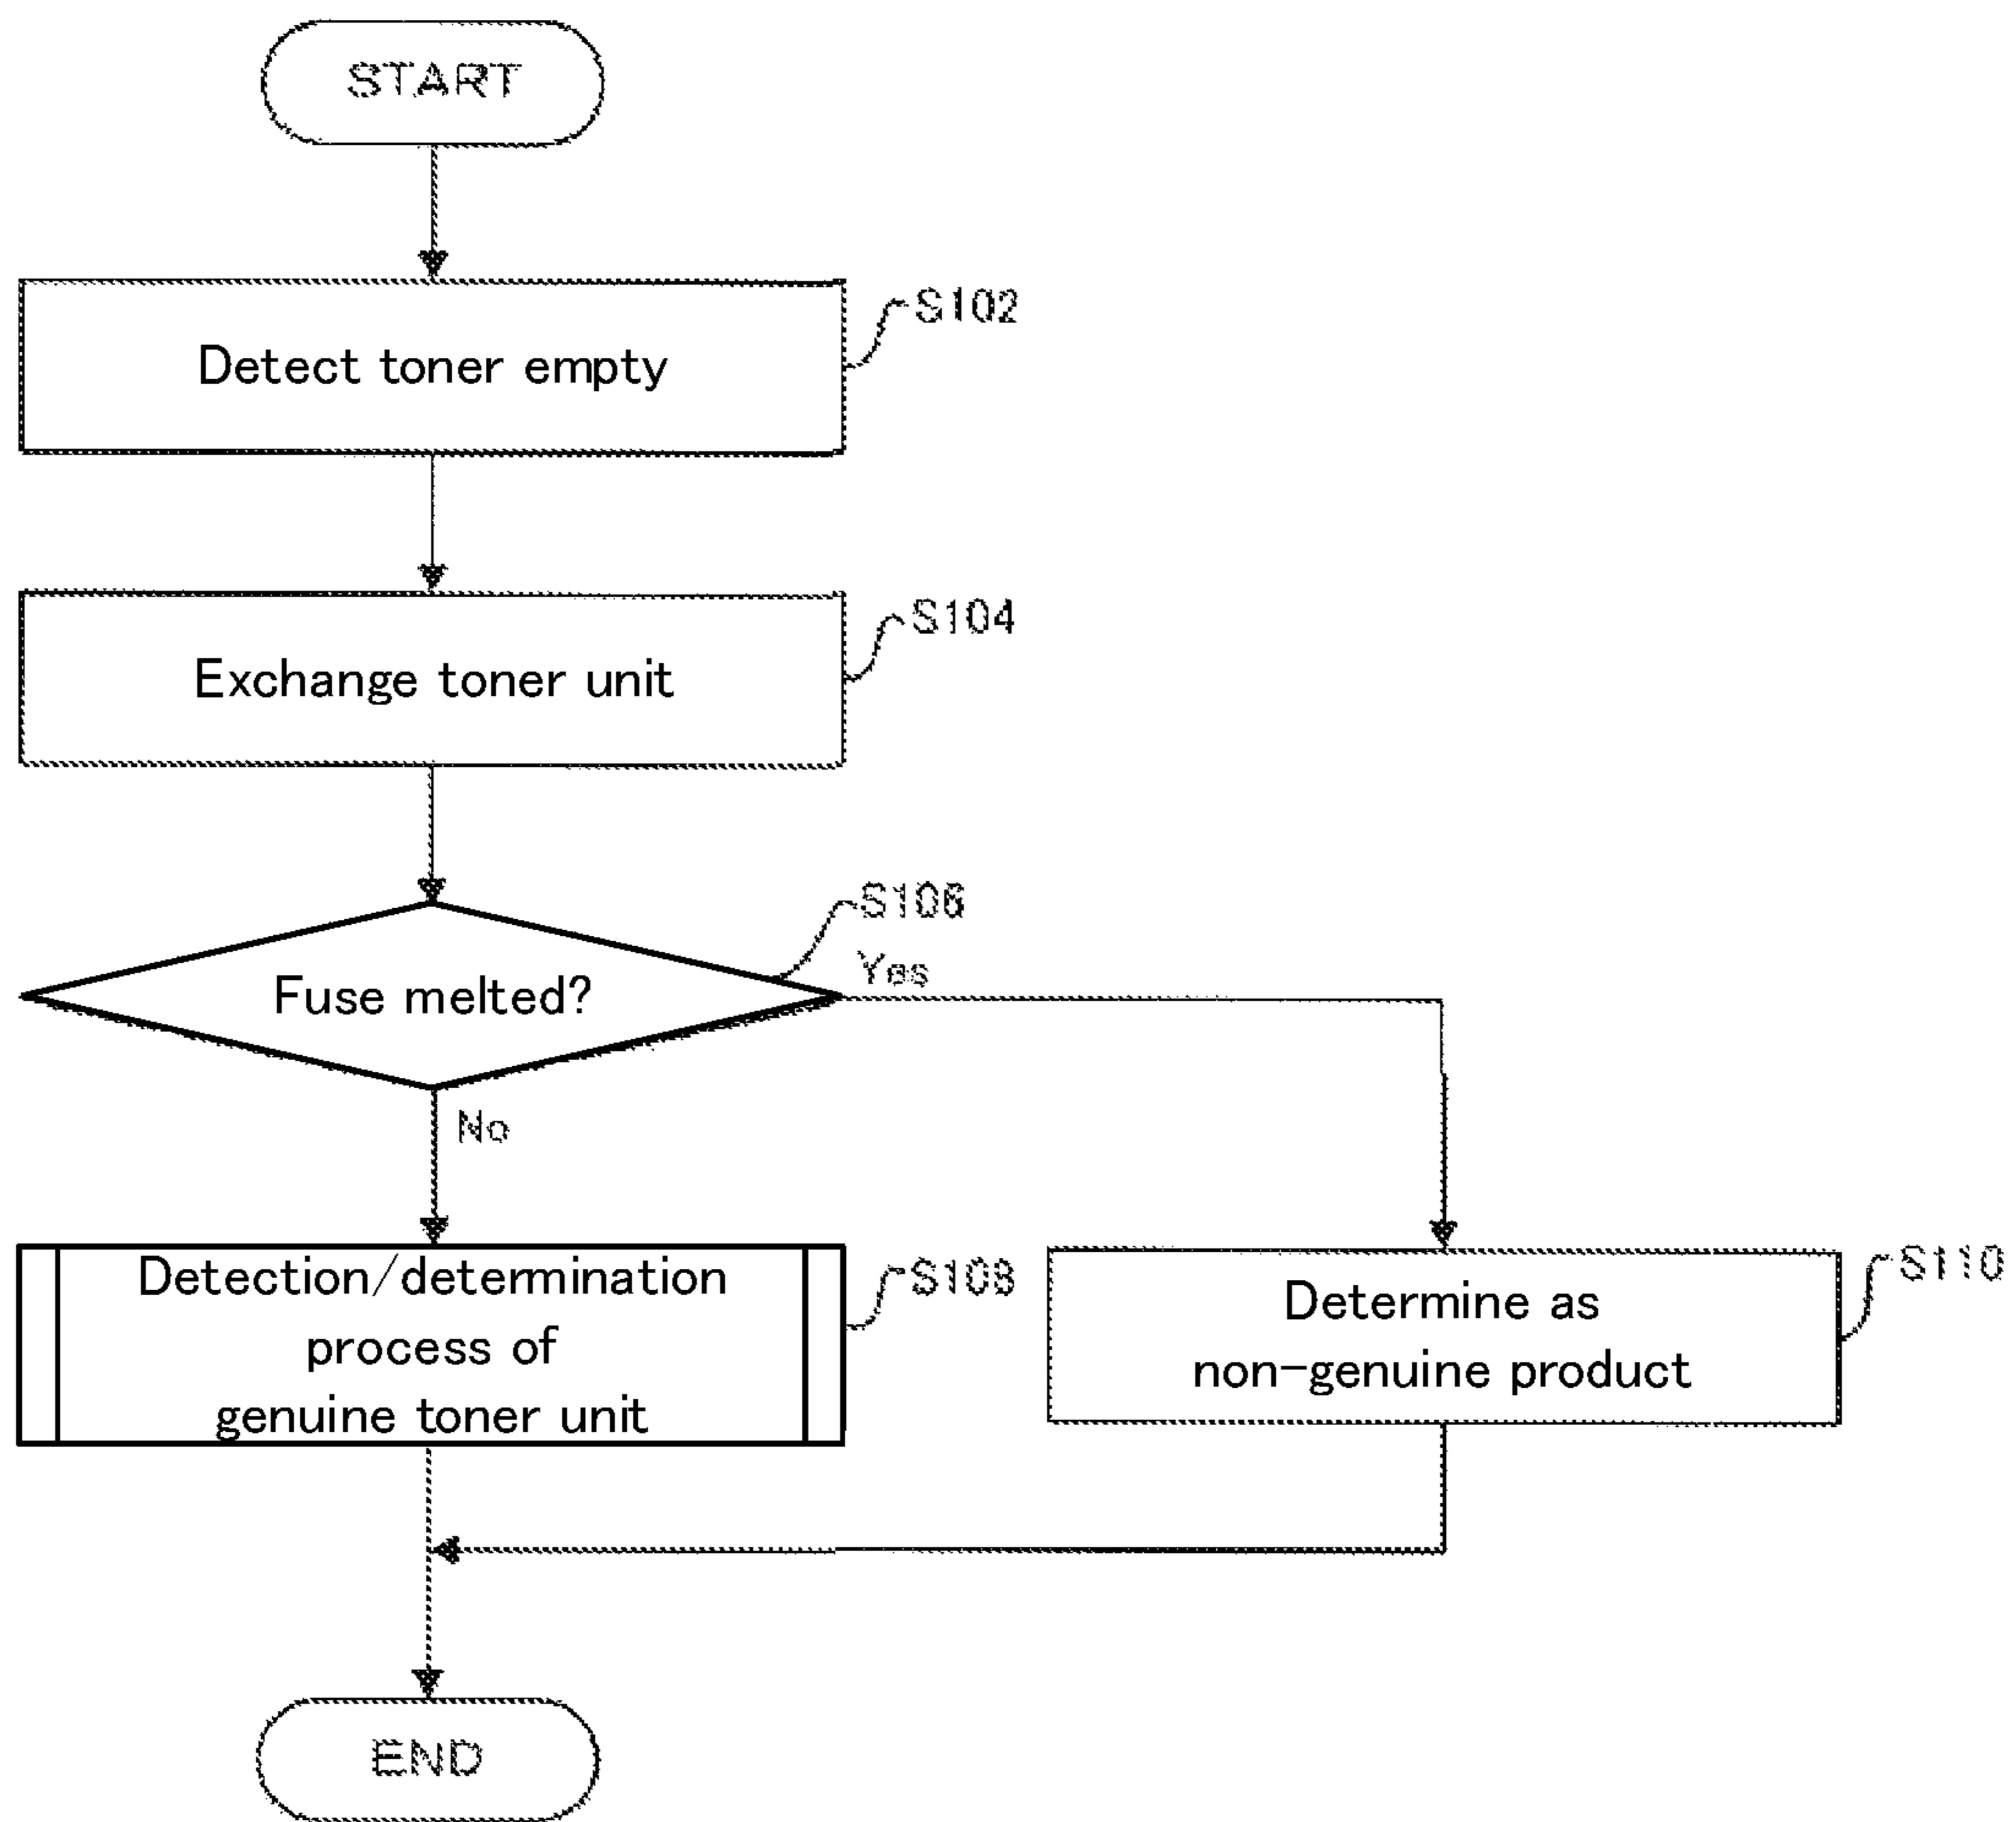 START
S102
Detect toner empty
S104
Exchange toner unit
S106
Yes
Fuse melted?
No
Detection/determination
process of
genuine toner unit
S108
Determine as
non-genuine product
S110
END